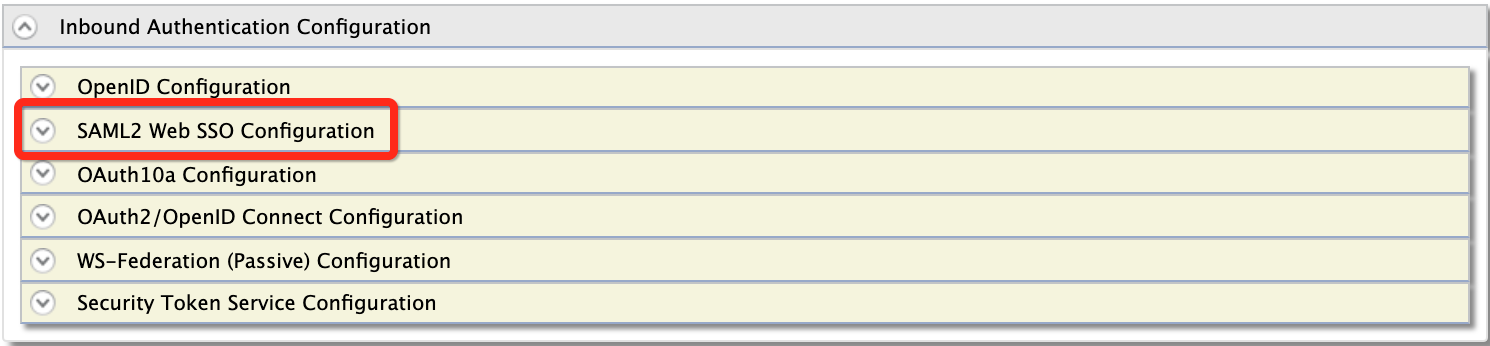 Inbound Authentication Configuration
OpenID Configuration
SAML2 Web SSO Configuration
OAuth10a Configuration
OAuth2/OpenID Connect Configuration
WS-Federation (Passive) Configuration
Security Token Service Configuration